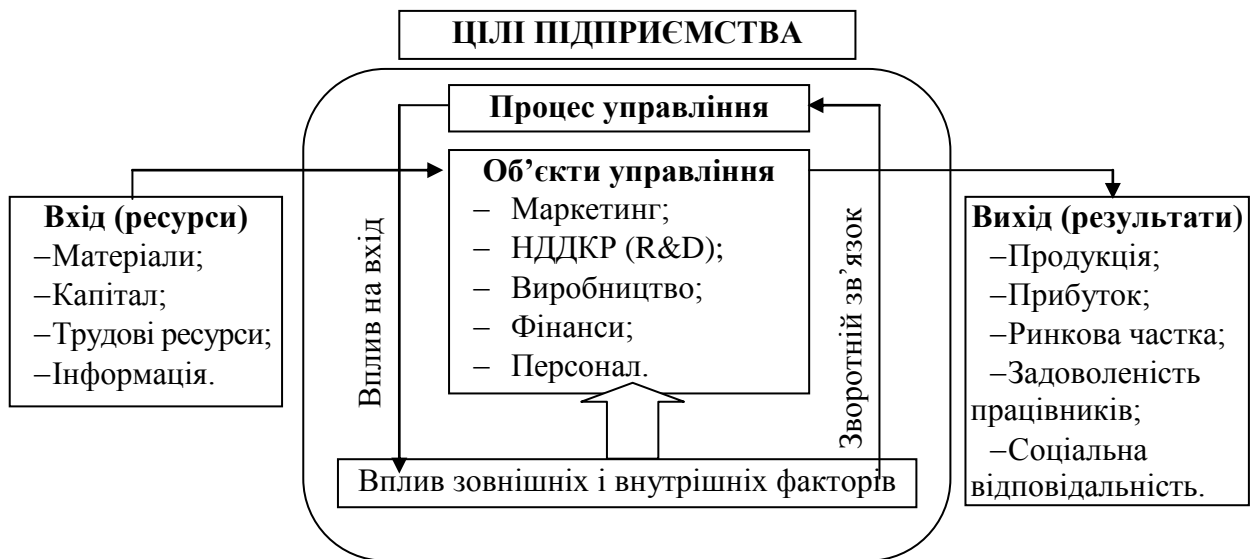 ЦІЛІ ПІДПРИЄМСТВА
Процес управління
Об’єкти управління
– Маркетинг;
– НДДКР (R&D);
– Виробництво;
– Фінанси;
– Персонал.
Вхід (ресурси)
–Матеріали;
–Капітал;
–Трудові ресурси;
–Інформація.
Вплив на вхід
Зворотній зв’язок
Вихід (результати)
–Продукція;
–Прибуток;
–Ринкова частка;
–Задоволеність
працівників;
–Соціальна
відповідальність.
Вплив зовнішніх і внутрішніх факторів